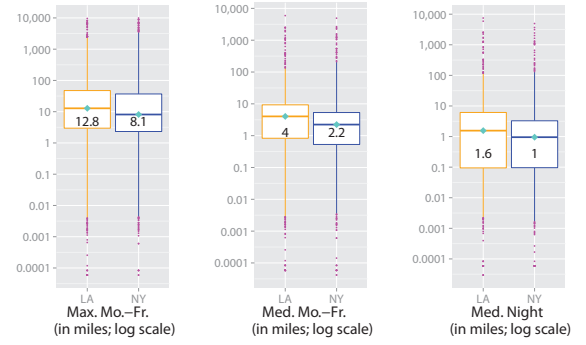 10,000
1,000
100
10
1
0.1
0.01
0.001
0.0001
12.8
8.1
LA
NY
Max. Mo.–Fr.
(in miles; log scale)
10,000
1,000
100
10
1
0.1
0.01
0.001
0.0001
4
2.2
LA
NY
Med. Mo.–Fr.
(in miles; log scale)
10,000
1,000
100
10
1
0.1
0.01
0.001
0.0001
1.6
1
LA
NY
Med. Night
(in miles; log scale)